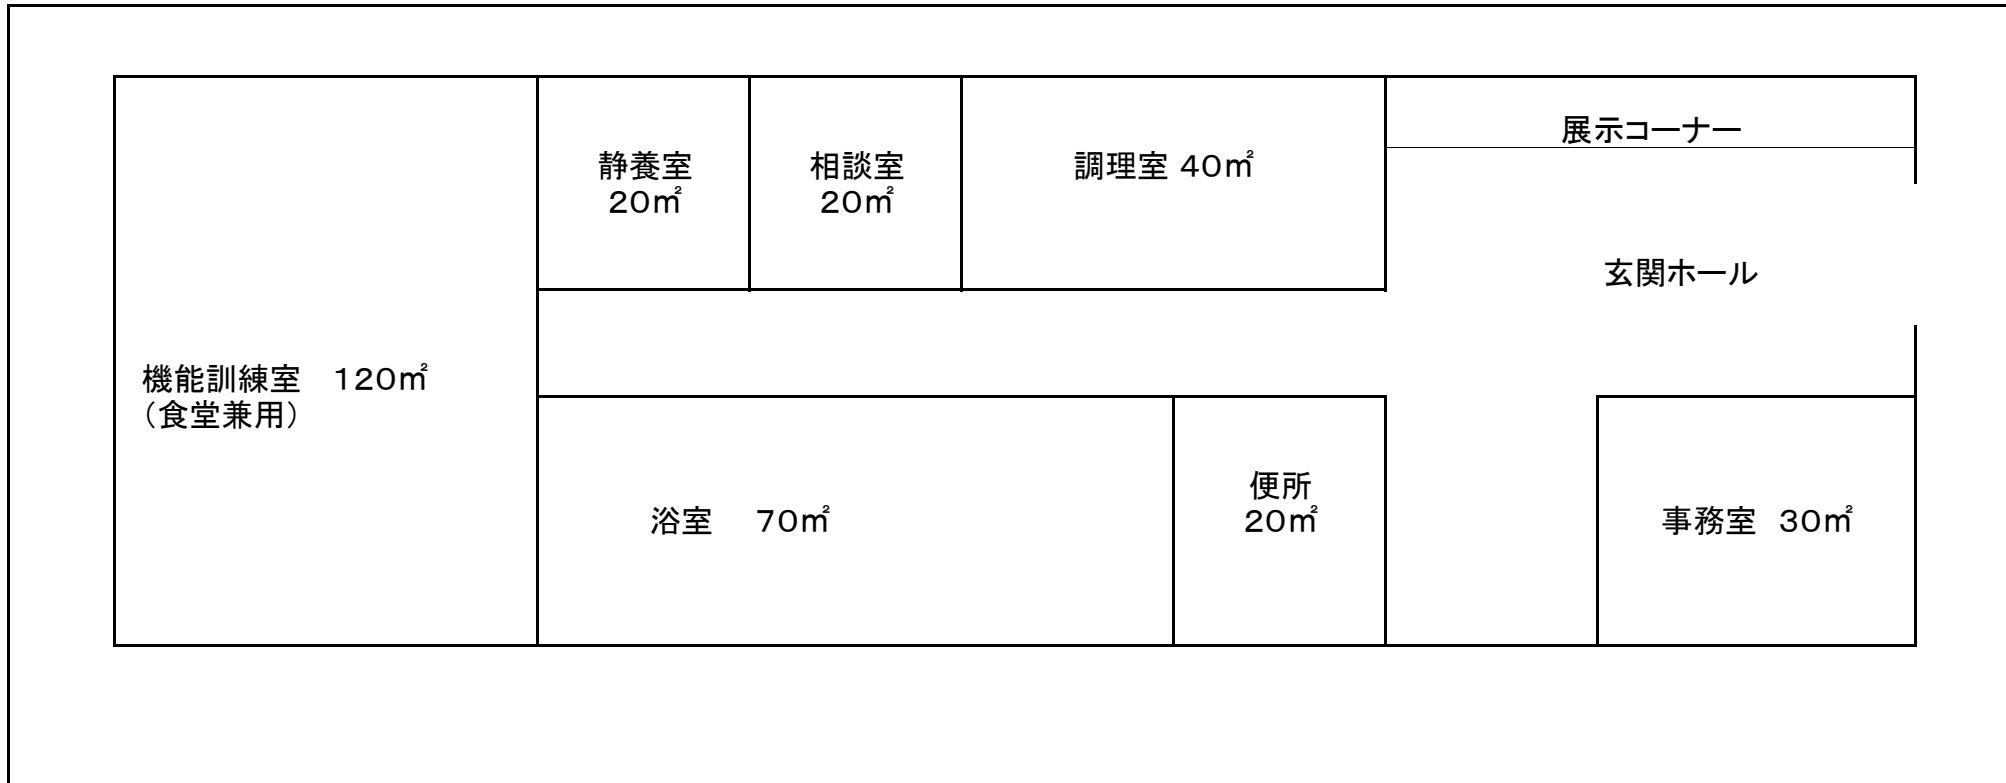 展示コーナー
静養室
20㎡
相談室
20㎡
調理室 40㎡
玄関ホール
機能訓練室　120㎡
（食堂兼用）
浴室　 70㎡
便所
20㎡
事務室　30㎡